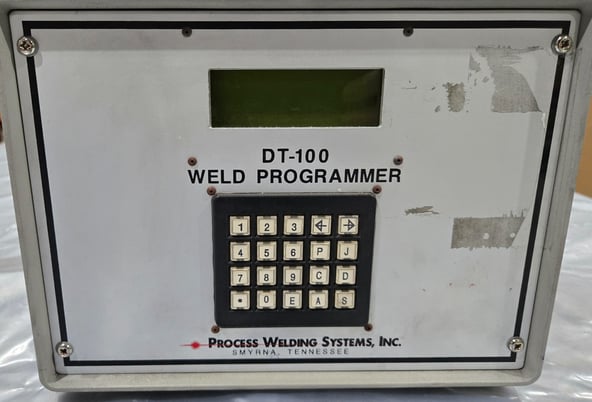 DT-100
WELD PROGRAMMER
1 2 3 ← →
4 5 6 P J
7 8 9 C D
* 0 E A S
PROCESS WELDING SYSTEMS, INC.
SMYRNA, TENNESSEE